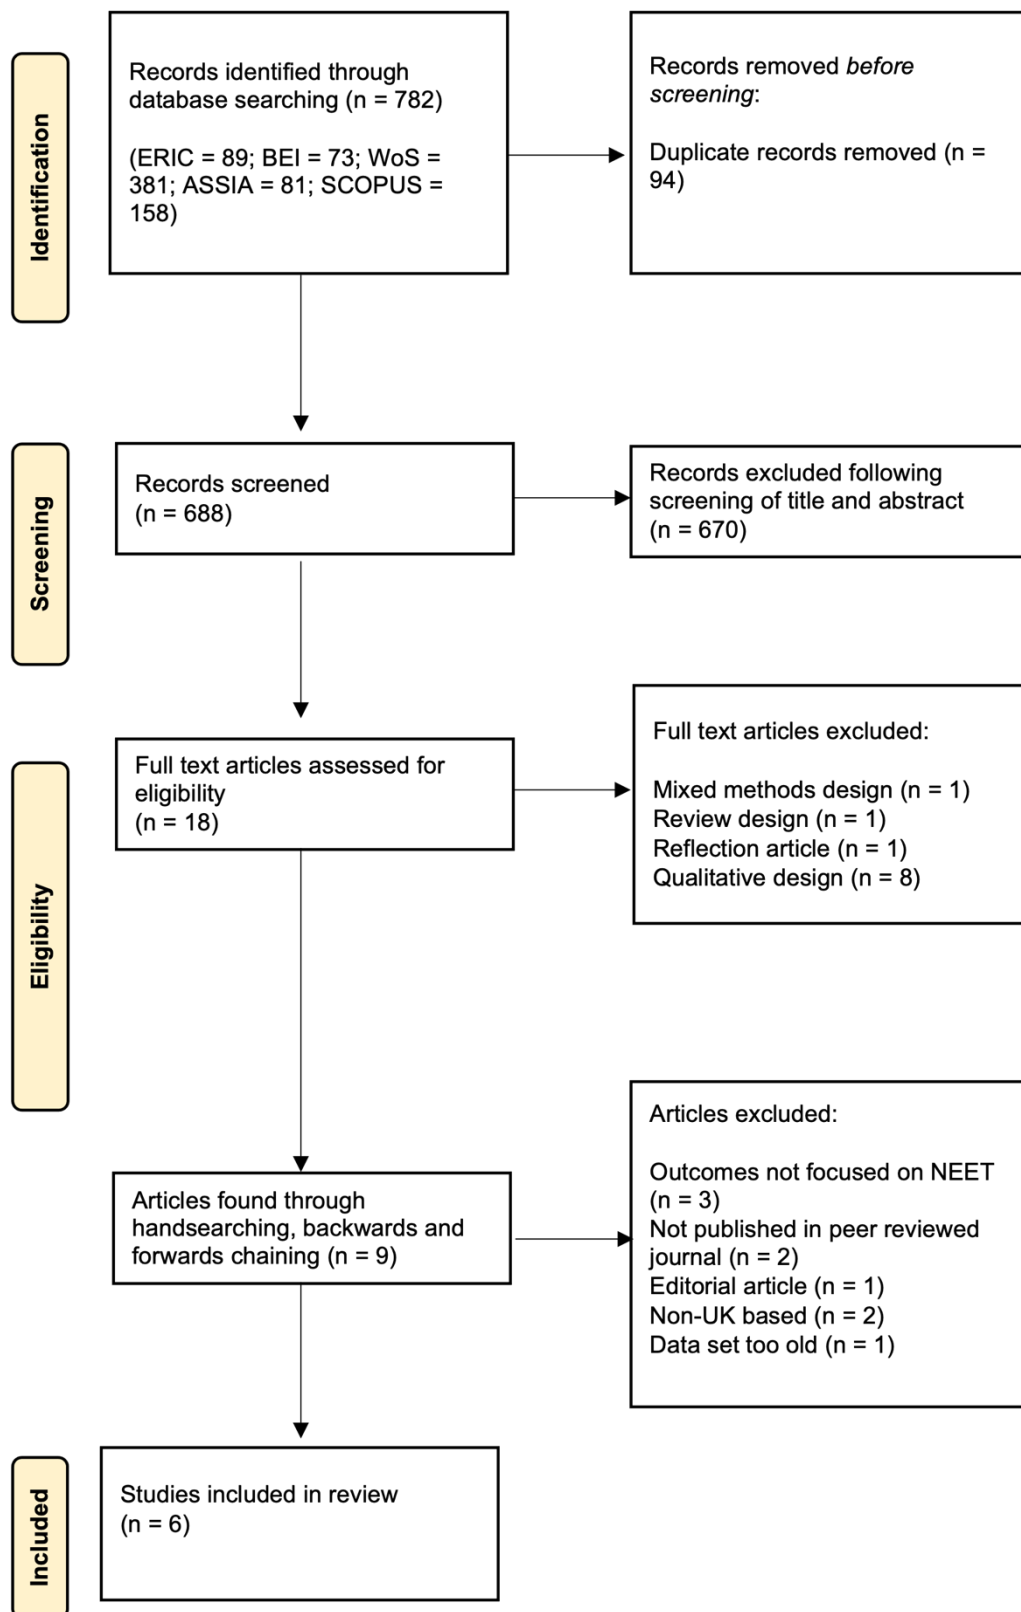 Identification
Records identified through
database searching (n = 782)
(ERIC = 89; BEI = 73; WoS =
381; ASSIA = 81; SCOPUS =
158)
Records removed before
screening:
Duplicate records removed (n =
94)
Screening
Records screened
(n = 688)
Records excluded following
screening of title and abstract
(n = 670)
Eligibility
Full text articles assessed for
eligibility
(n = 18)
Full text articles excluded:
Mixed methods design (n = 1)
Review design (n = 1)
Reflection article (n = 1)
Qualitative design (n = 8)
Articles found through
handsearching, backwards and
forwards chaining (n = 9)
Articles excluded:
Outcomes not focused on NEET
(n = 3)
Not published in peer reviewed
journal (n = 2)
Editorial article (n = 1)
Non-UK based (n = 2)
Data set too old (n = 1)
Included
Studies included in review
(n = 6)